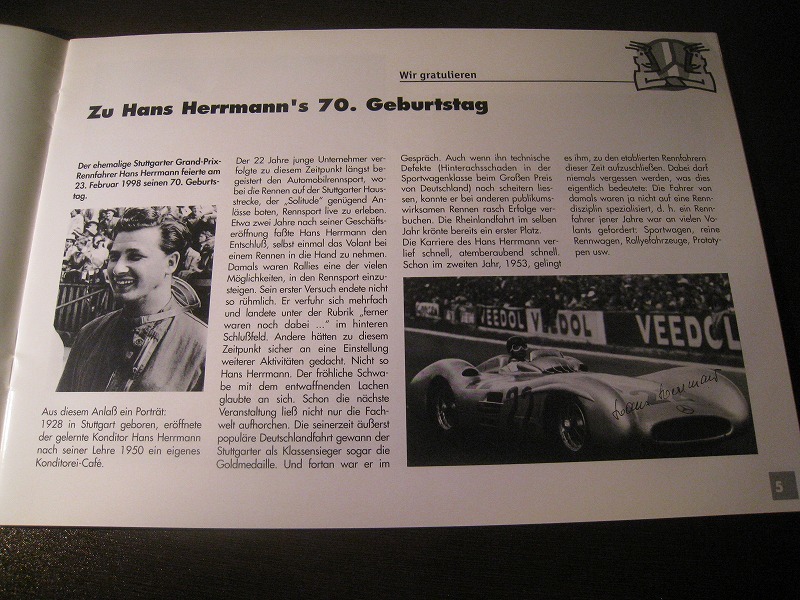 Wir gratulieren
Zu Hans Herrmann's 70. Geburtstag
Der ehemalige Stuttgarter Grand-Prix-
Rennfahrer Hans Herrmann feierte am
23. Februar 1998 seinen 70. Geburts-
tag.
Aus diesem Anlaß ein Porträt:
1928 in Stuttgart geboren, eröffnete
der gelernte Konditor Hans Herrmann
nach seiner Lehre 1950 ein eigenes
Konditorei-Café.
Der 22 Jahre junge Unternehmer ver-
folgte zu diesem Zeitpunkt längst be-
geistert den Automobilrennsport, wo-
bei die Rennen auf der Stuttgarter Haus-
strecke, der „Solitude" genügend An-
lässe boten, Rennsport live zu erleben.
Etwa zwei Jahre nach seiner Geschäfts-
eröffnung faßte Hans Herrmann den
Entschluß, selbst einmal das Volant bei
einem Rennen in die Hand zu nehmen.
Damals waren Rallies eine der vielen
Möglichkeiten, in den Rennsport einzu-
steigen. Sein erster Versuch endete nicht
so rühmlich. Er verfuhr sich mehrfach
und landete unter der Rubrik „ferner
waren noch dabei ..." im hinteren
Schlußfeld. Andere hätten zu diesem
Zeitpunkt sicher an eine Einstellung
weiterer Aktivitäten gedacht. Nicht so
Hans Herrmann. Der fröhliche Schwa-
be mit dem entwaffnenden Lachen
glaubte an sich. Schon die nächste
Veranstaltung ließ nicht nur die Fach-
welt aufhorchen. Die seinerzeit äußerst
populäre Deutschlandfahrt gewann der
Stuttgarter als Klassensieger sogar die
Goldmedaille. Und fortan war er im
Gespräch. Auch wenn ihn technische
Defekte (Hinterachsschaden in der
Sportwagenklasse beim Großen Preis
von Deutschland) noch scheitern lies-
sen, konnte er bei anderen publikums-
wirksamen Rennen rasch Erfolge ver-
buchen. Die Rheinlandfahrt im selben
Jahr krönte bereits ein erster Platz.
Die Karriere des Hans Herrmann ver-
lief schnell, atemberaubend schnell.
Schon im zweiten Jahr, 1953, gelingt
es ihm, zu den etablierten Rennfahrern
dieser Zeit aufzuschließen. Dabei darf
niemals vergessen werden, was dies
eigentlich bedeutete: Die Fahrer von
damals waren ja nicht auf eine Renn-
disziplin spezialisiert, d. h. ein Renn-
fahrer jener Jahre war an vielen Vo-
lants gefordert: Sportwagen, reine
Rennwagen, Rallyefahrzeuge, Prototy-
pen usw.
VEEDOL
VEEDOL
VEEDOL
Hans Herrmann
5